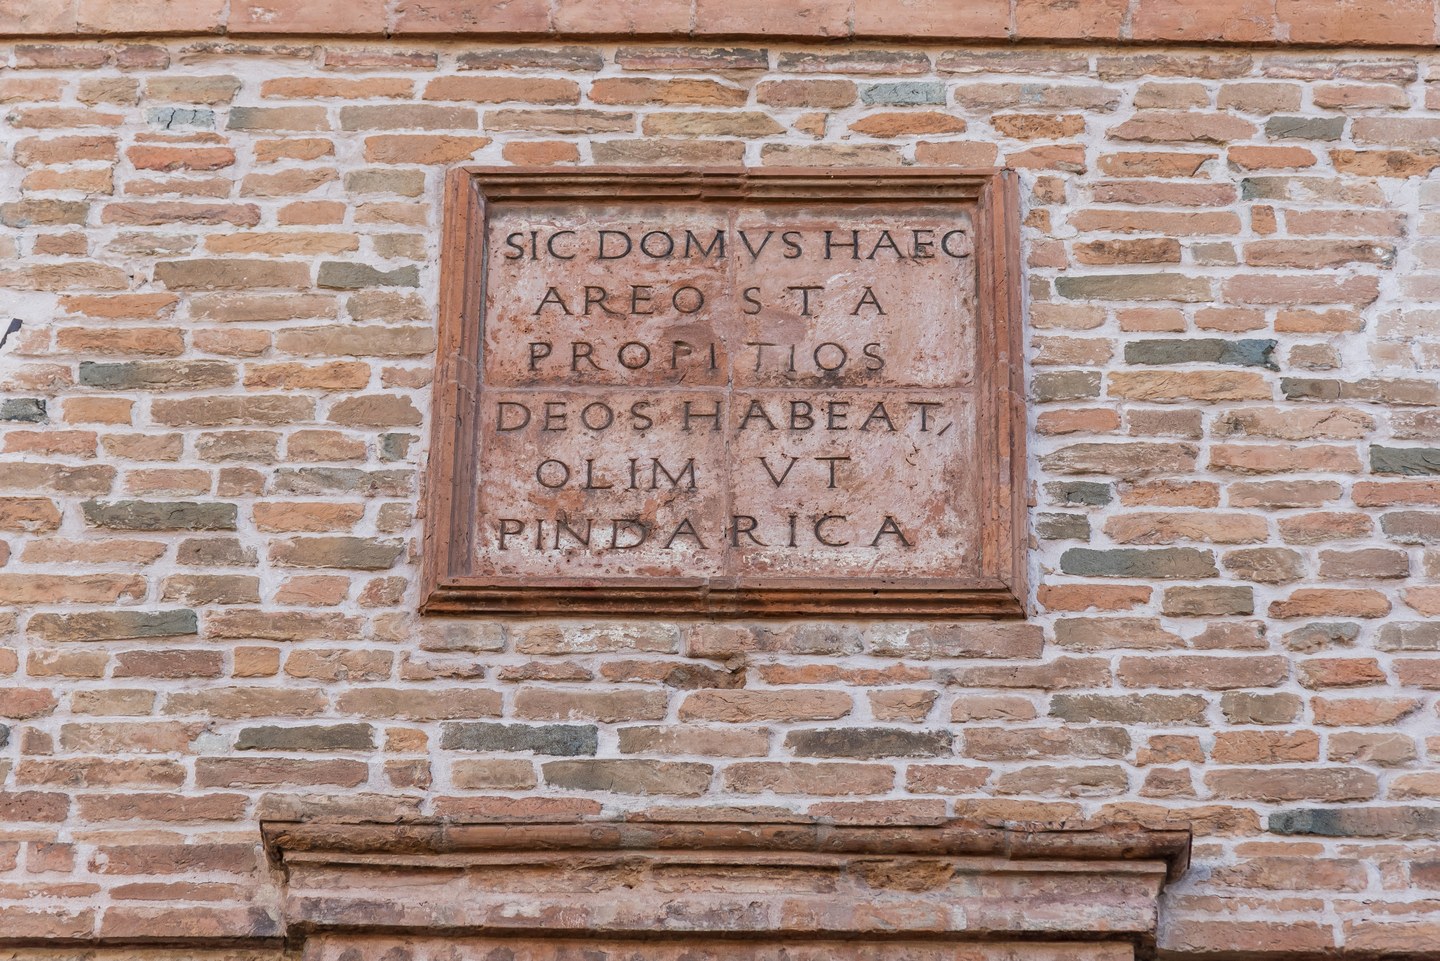 SIC DOMVS HAEC
AREOSTA
PROPITIOS
DEOS HABEAT,
OLIM VT
PINDARICA